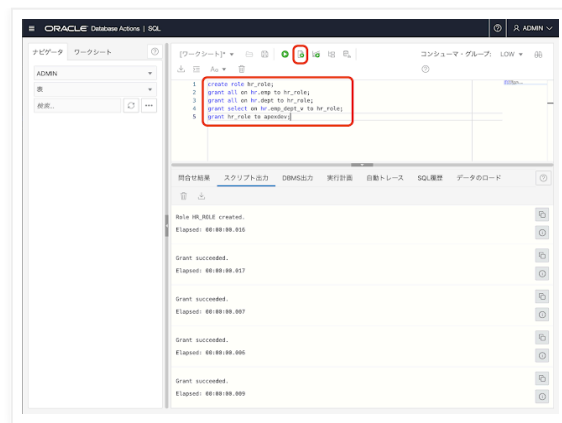 ORACLE Database Actions | SQL
ADMIN
ナビゲータ ワークシート
[ワークシート]*
コンシューマ・グループ: LOW
Aa
ADMIN
表
検索..
1 create role hr_role;
2 grant all on hr.emp to hr_role;
3 grant all on hr.dept to hr_role;
4 grant select on hr.emp_dept_v to hr_role;
5 grant hr_role to apexdev;
問合せ結果 スクリプト出力 DBMS出力 実行計画 自動トレース SQL履歴 データのロード
Role HR_ROLE created.
Elapsed: 00:00:00.016
Grant succeeded.
Elapsed: 00:00:00.017
Grant succeeded.
Elapsed: 00:00:00.007
Grant succeeded.
Elapsed: 00:00:00.006
Grant succeeded.
Elapsed: 00:00:00.009